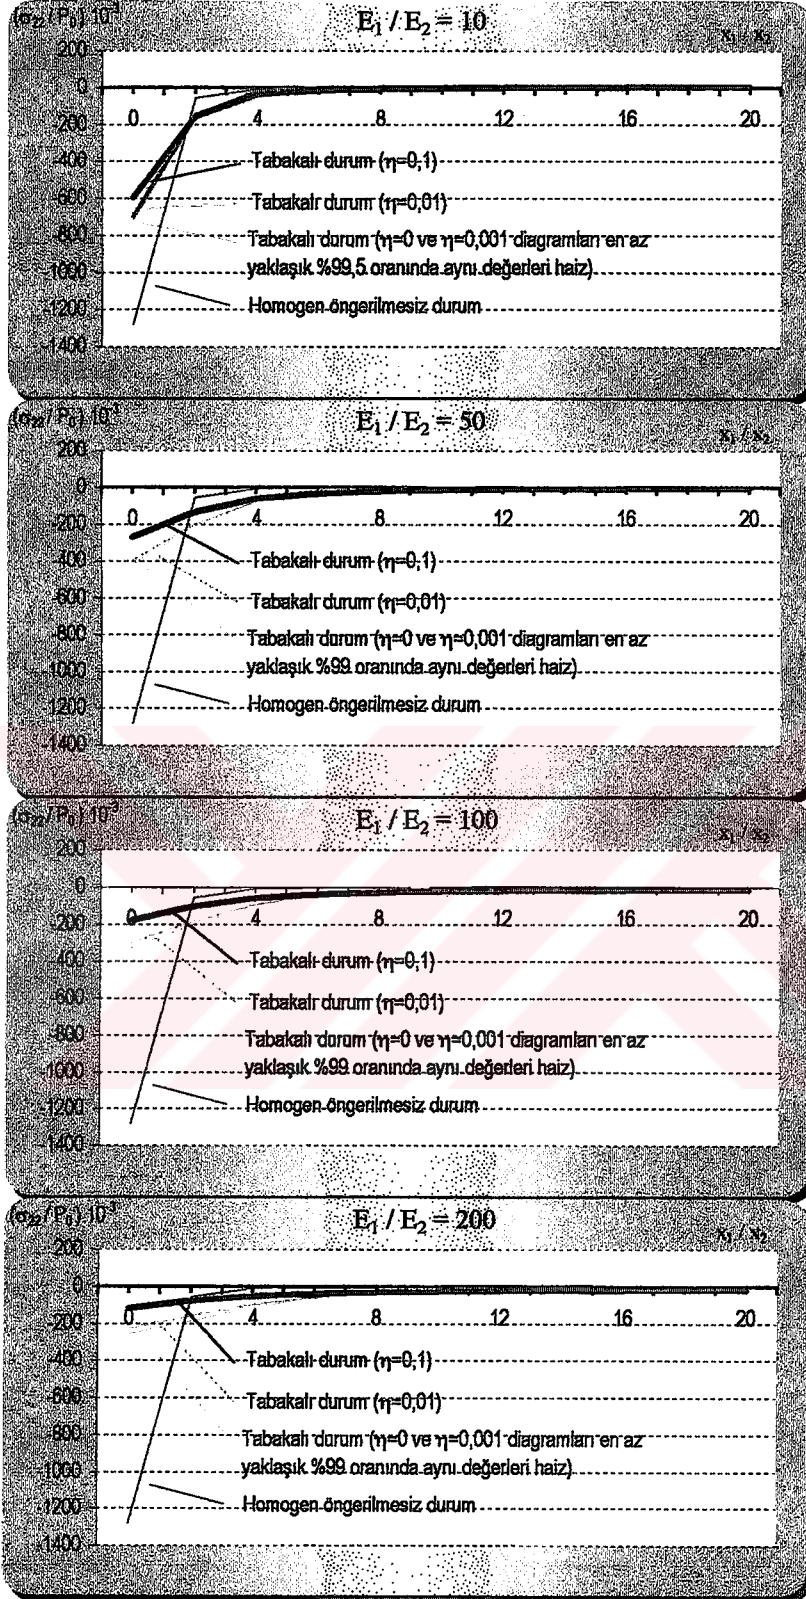 (σ₂₂/P₀) 10⁻³
E₁ / E₂ = 10
x₁ / x₂
200
0
0 4 8 12 16 20
-200
-400
Tabakalı durum (η=0,1)
-600
Tabakalı durum (η=0,01)
-800
Tabakalı durum (η=0 ve η=0,001 diagramları en az
yaklaşık %99,5 oranında aynı değerleri haiz)
-1000
-1200
Homogen öngerilmesiz durum
-1400
(σ₂₂/P₀) 10⁻³
E₁ / E₂ = 50
x₁ / x₂
200
0
0 4 8 12 16 20
-200
-400
Tabakalı durum (η=0,1)
-600
Tabakalı durum (η=0,01)
-800
Tabakalı durum (η=0 ve η=0,001 diagramları en az
yaklaşık %99 oranında aynı değerleri haiz)
-1000
-1200
Homogen öngerilmesiz durum
-1400
(σ₂₂/P₀) 10⁻³
E₁ / E₂ = 100
x₁ / x₂
200
0
0 4 8 12 16 20
-200
-400
Tabakalı durum (η=0,1)
-600
Tabakalı durum (η=0,01)
-800
Tabakalı durum (η=0 ve η=0,001 diagramları en az
yaklaşık %99 oranında aynı değerleri haiz)
-1000
-1200
Homogen öngerilmesiz durum
-1400
(σ₂₂/P₀) 10⁻³
E₁ / E₂ = 200
x₁ / x₂
200
0
0 4 8 12 16 20
-200
-400
Tabakalı durum (η=0,1)
-600
Tabakalı durum (η=0,01)
-800
Tabakalı durum (η=0 ve η=0,001 diagramları en az
yaklaşık %99 oranında aynı değerleri haiz)
-1000
-1200
Homogen öngerilmesiz durum
-1400